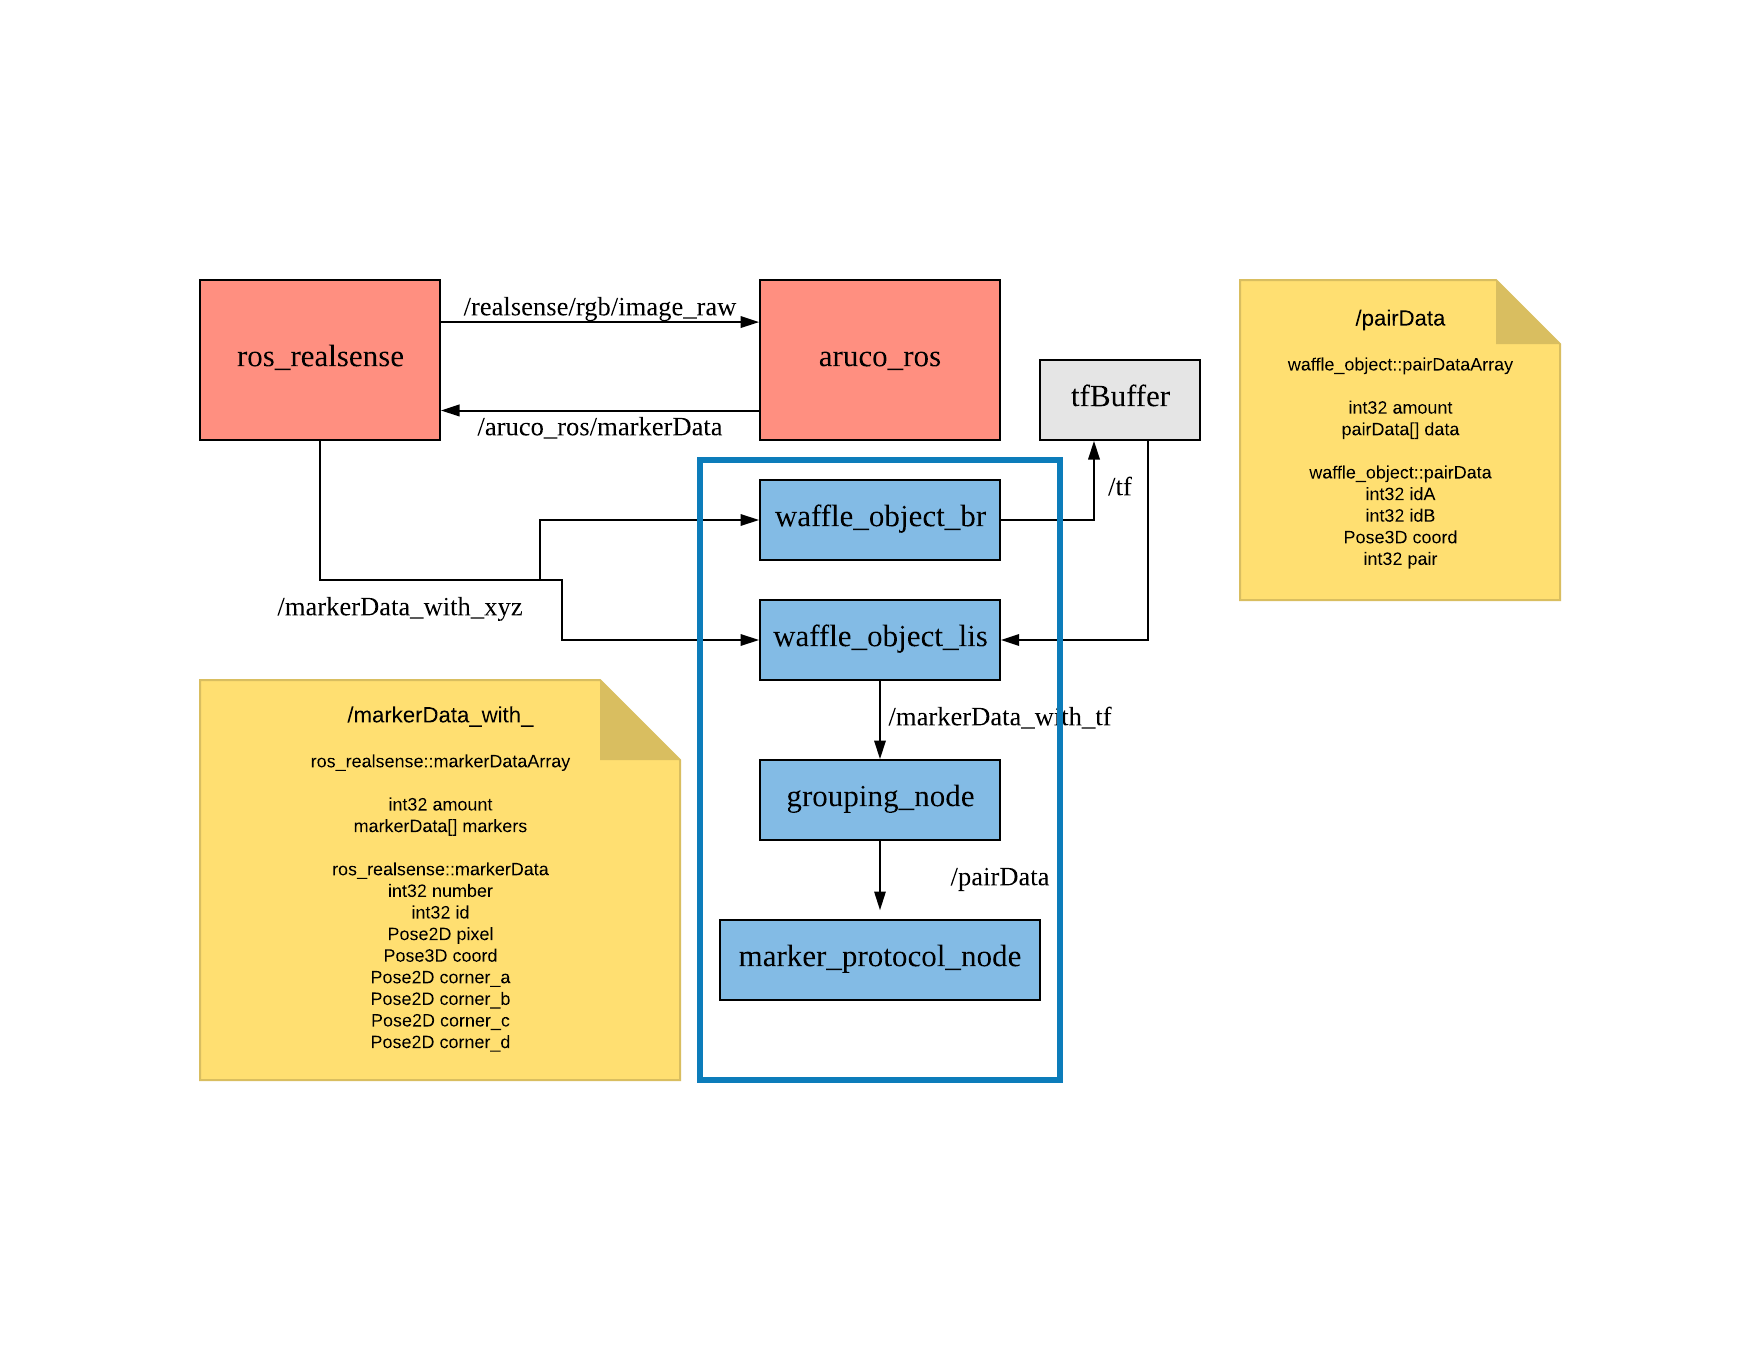 /realsense/rgb/image_raw
ros_realsense
aruco_ros
/aruco_ros/markerData
tfBuffer
/pairData
waffle_object::pairDataArray
int32 amount
pairData[] data
waffle_object::pairData
int32 idA
int32 idB
Pose3D coord
int32 pair
/tf
waffle_object_br
/markerData_with_xyz
waffle_object_lis
/markerData_with_tf
grouping_node
/pairData
marker_protocol_node
/markerData_with_
ros_realsense::markerDataArray
int32 amount
markerData[] markers
ros_realsense::markerData
int32 number
int32 id
Pose2D pixel
Pose3D coord
Pose2D corner_a
Pose2D corner_b
Pose2D corner_c
Pose2D corner_d